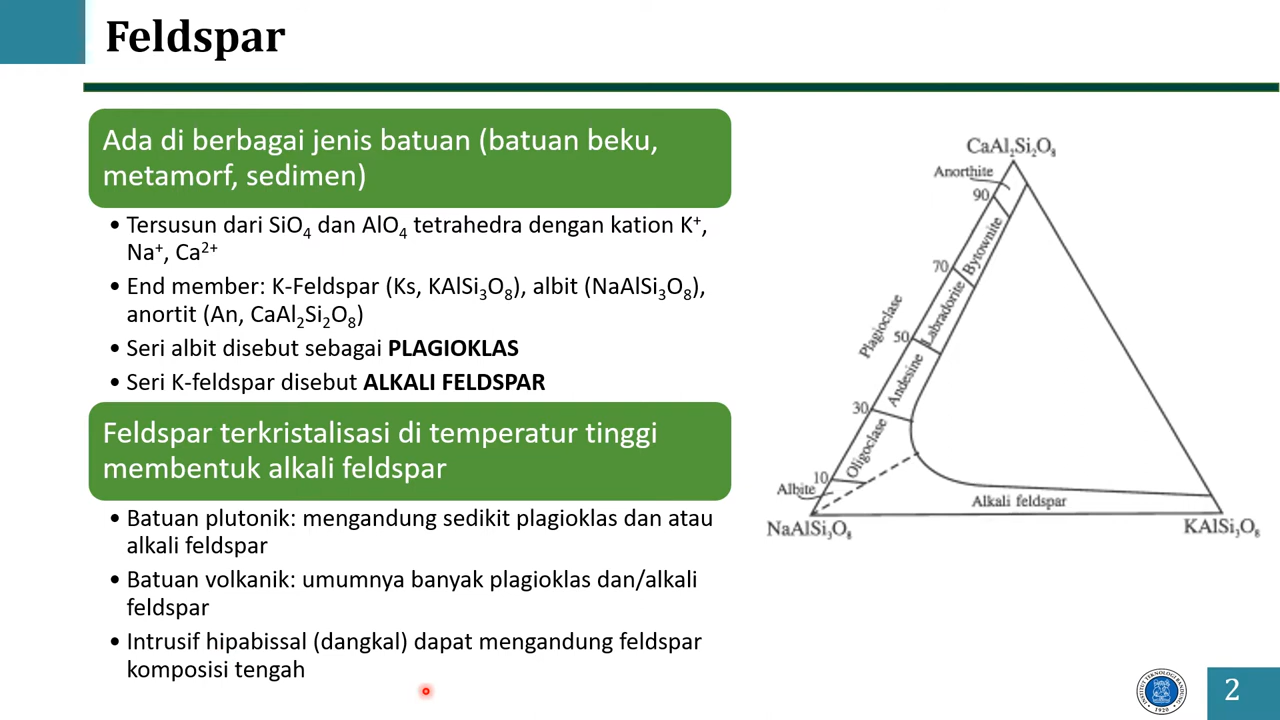 Feldspar
Ada di berbagai jenis batuan (batuan beku,
metamorf, sedimen)
• Tersusun dari SiO₄ dan AlO₄ tetrahedra dengan kation K⁺,
Na⁺, Ca²⁺
• End member: K-Feldspar (Ks, KAlSi₃O₈), albit (NaAlSi₃O₈),
anortit (An, CaAl₂Si₂O₈)
• Seri albit disebut sebagai PLAGIOKLAS
• Seri K-feldspar disebut ALKALI FELDSPAR
Feldspar terkristalisasi di temperatur tinggi
membentuk alkali feldspar
• Batuan plutonik: mengandung sedikit plagioklas dan atau
alkali feldspar
• Batuan volkanik: umumnya banyak plagioklas dan/alkali
feldspar
• Intrusif hipabissal (dangkal) dapat mengandung feldspar
komposisi tengah
CaAl₂Si₂O₈
Anorthite
90
Bytownite
70
Labradorite
Plagioclase
50
Andesine
30
Oligoclase
10
Albite
Alkali feldspar
NaAlSi₃O₈
KAlSi₃O₈
INSTITUT TEKNOLOGI BANDUNG
1920
2